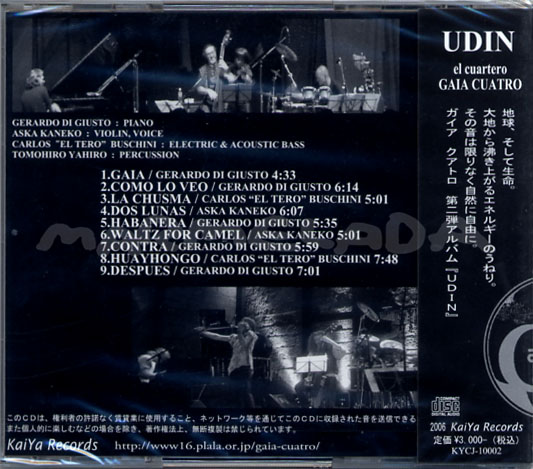 GERARDO DI GIUSTO : PIANO
ASKA KANEKO : VIOLIN, VOICE
CARLOS "EL TERO" BUSCHINI : ELECTRIC & ACOUSTIC BASS
TOMOHIRO YAHIRO : PERCUSSION
1.GAIA / GERARDO DI GIUSTO 4:33
2.COMO LO VEO / GERARDO DI GIUSTO 6:14
3.LA CHUSMA / CARLOS "EL TERO" BUSCHINI 5:01
4.DOS LUNAS / ASKA KANEKO 6:07
5.HABANERA / GERARDO DI GIUSTO 5:35
6.WALTZ FOR CAMEL / ASKA KANEKO 5:01
7.CONTRA / GERARDO DI GIUSTO 5:59
8.HUAYHONGO / CARLOS "EL TERO" BUSCHINI 7:48
9.DESPUES / GERARDO DI GIUSTO 7:01
このCDは、権利者の許諾なく賃貸業に使用すること、ネットワーク等を通じてこのCDに収録された音を送信できる
また個人的に楽しむなどの場合を除き、著作権法上、無断複製は禁じられています。
KaiYa Records
http://www16.plala.or.jp/gaia-cuatro/
UDIN
el cuartero
GAIA CUATRO
地球、そして生命。
大地から沸き上がるエネルギーのうねり。
その音は限りなく自然に自由に。
ガイア クアトロ 第二弾アルバム『UDIN』
COMPACT
disc
DIGITAL AUDIO
2006 KaiYa Records
定価 ¥3,000-(税込)
KYCJ-10002